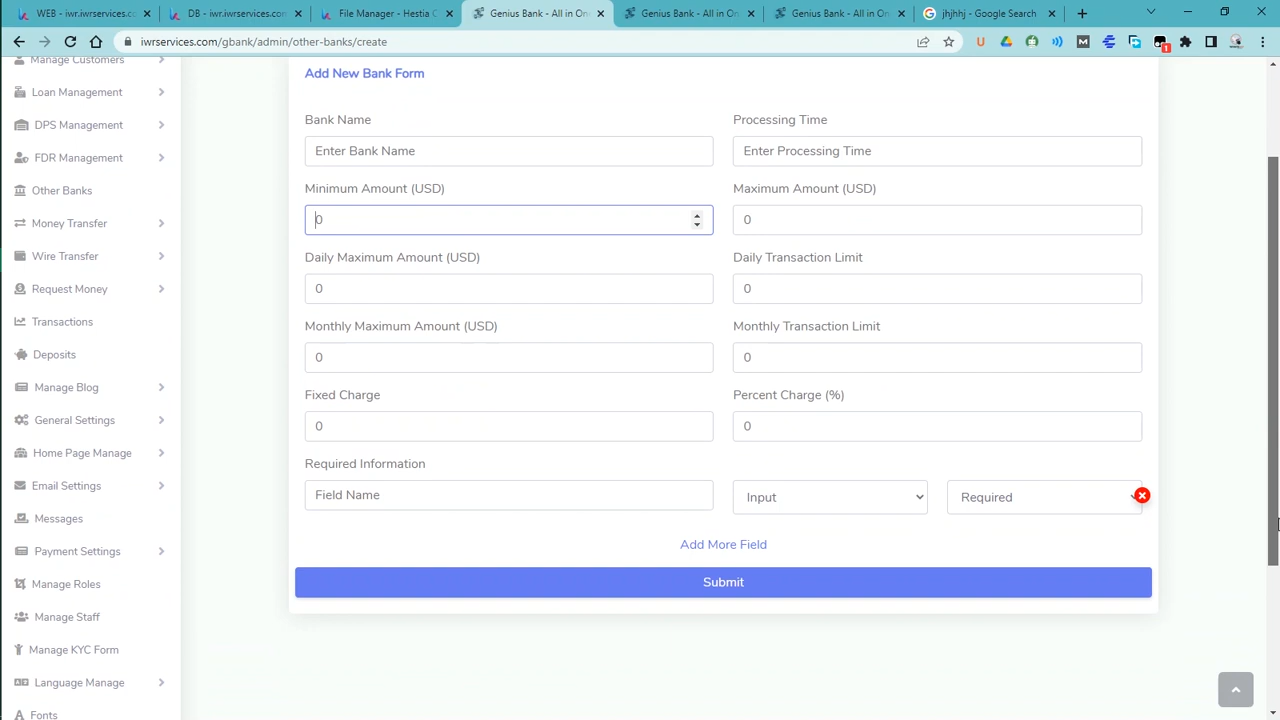 WEB - iwr.iwrservices.com
DB - iwr.iwrservices.com
File Manager - Hestia C
Genius Bank - All in On
Genius Bank - All in On
Genius Bank - All in On
jhjhhj - Google Search
iwrservices.com/gbank/admin/other-banks/create
1
Manage Customers
Loan Management
DPS Management
FDR Management
Other Banks
Money Transfer
Wire Transfer
Request Money
Transactions
Deposits
Manage Blog
General Settings
Home Page Manage
Email Settings
Messages
Payment Settings
Manage Roles
Manage Staff
Manage KYC Form
Language Manage
Fonts
Add New Bank Form
Bank Name
Processing Time
Enter Bank Name
Enter Processing Time
Minimum Amount (USD)
Maximum Amount (USD)
0
0
Daily Maximum Amount (USD)
Daily Transaction Limit
0
0
Monthly Maximum Amount (USD)
Monthly Transaction Limit
0
0
Fixed Charge
Percent Charge (%)
0
0
Required Information
Field Name
Input
Required
Add More Field
Submit